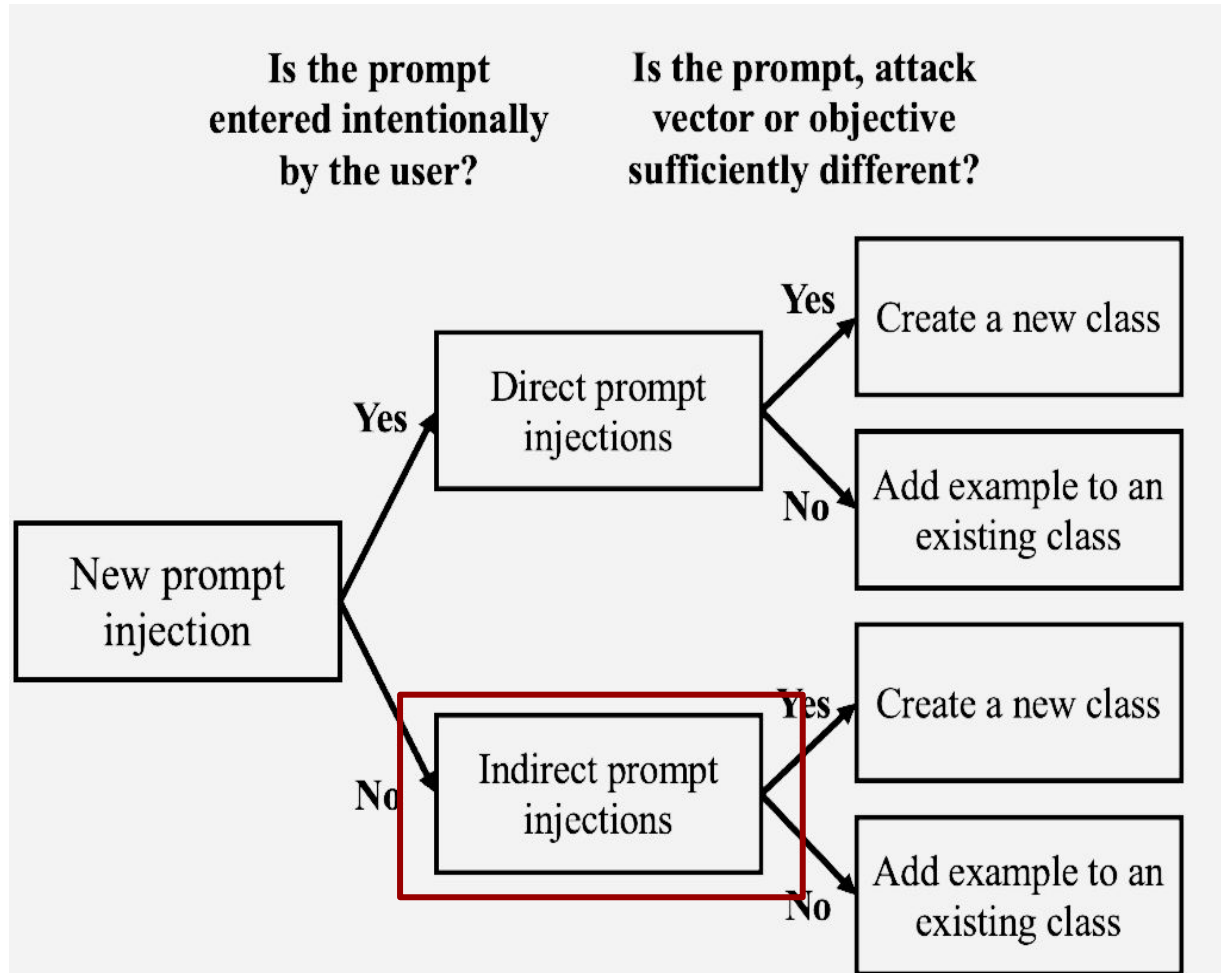 Is the prompt
entered intentionally
by the user?
Is the prompt, attack
vector or objective
sufficiently different?
Yes
Create a new class
Direct prompt
injections
Yes
No
Add example to an
existing class
New prompt
injection
Yes
Create a new class
Indirect prompt
injections
No
Add example to an
existing class
No